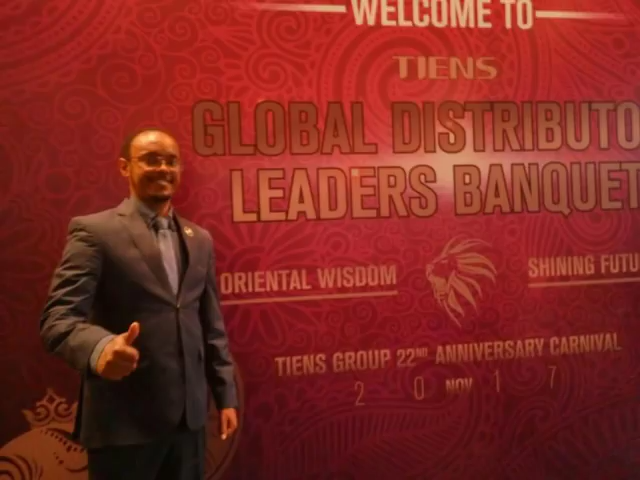 WELCOME TO
TIENS
GLOBAL DISTRIBUTO
LEADERS BANQUET
ORIENTAL WISDOM
SHINING FUTU
TIENS GROUP 22ND ANNIVERSARY CARNIVAL
2 0 NOV 1 7